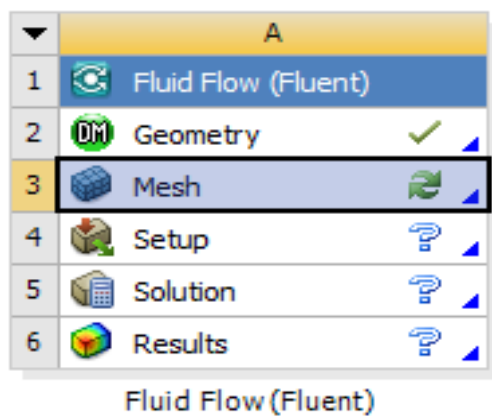 A
1 Fluid Flow (Fluent)
2 DM Geometry
3 Mesh
4 Setup
5 Solution
6 Results
Fluid Flow (Fluent)